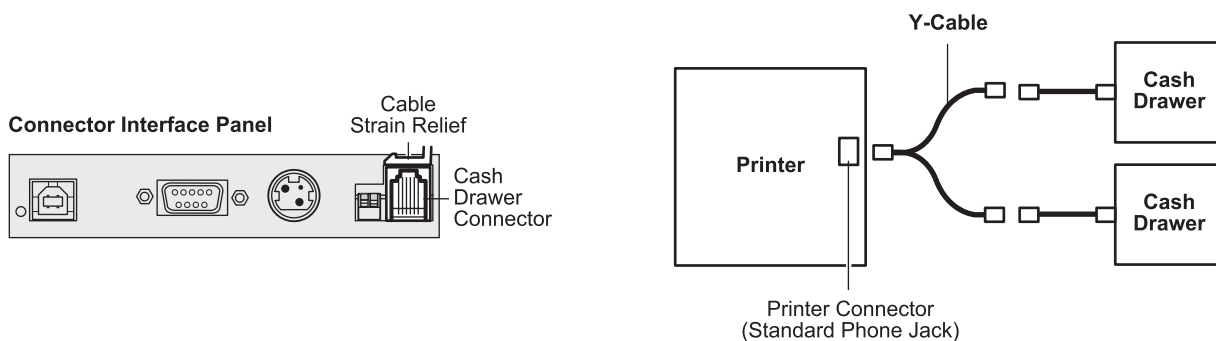 Connector Interface Panel
Cable
Strain Relief
Cash
Drawer
Connector
Y-Cable
Printer
Cash
Drawer
Cash
Drawer
Printer Connector
(Standard Phone Jack)